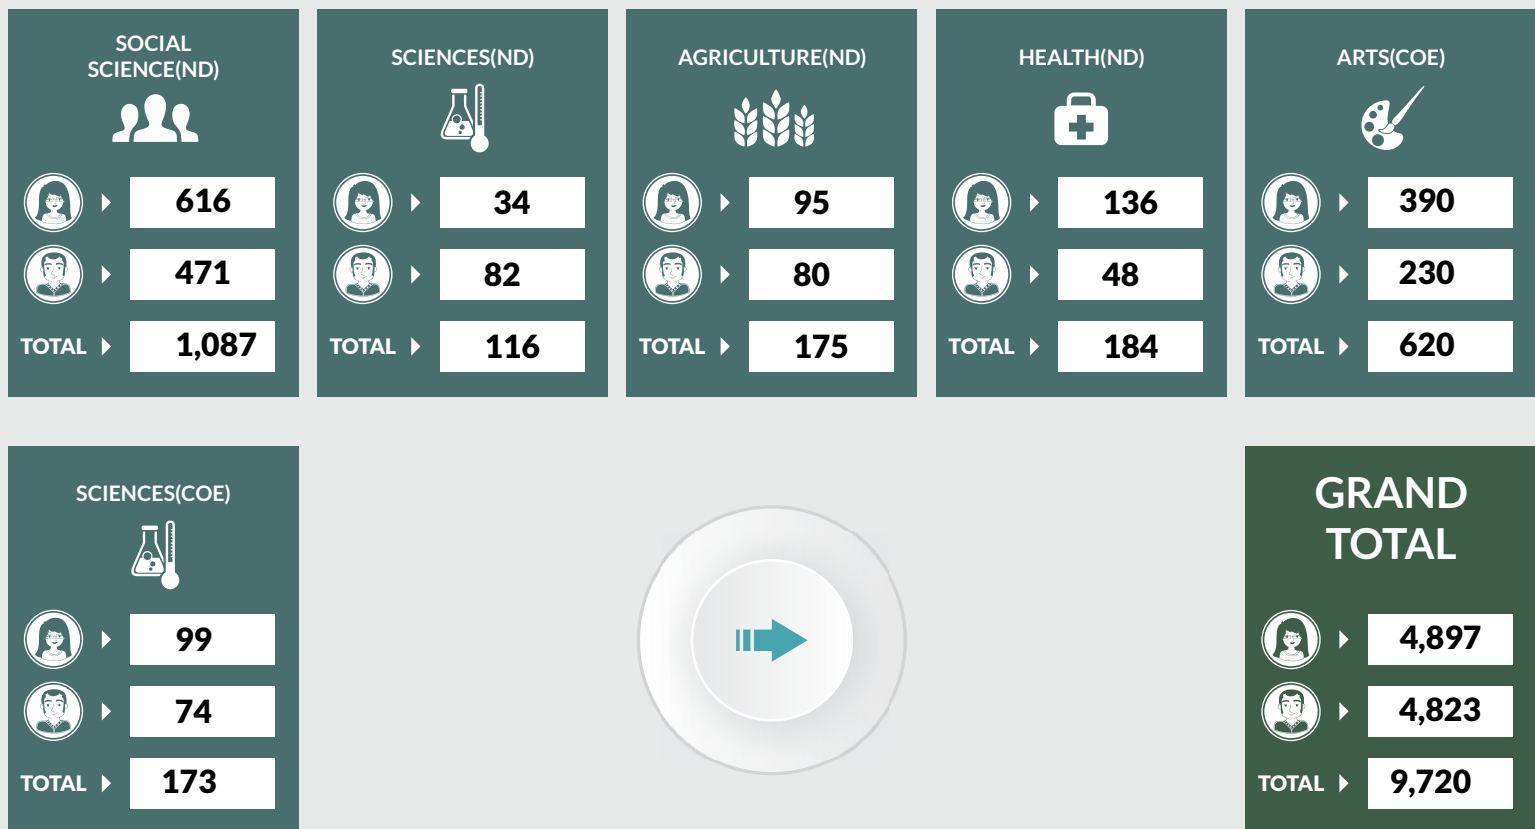 SOCIAL
SCIENCE(ND)
616
471
TOTAL 1,087
SCIENCES(ND)
34
82
TOTAL 116
AGRICULTURE(ND)
95
80
TOTAL 175
HEALTH(ND)
136
48
TOTAL 184
ARTS(COE)
390
230
TOTAL 620
SCIENCES(COE)
99
74
TOTAL 173
GRAND
TOTAL
4,897
4,823
TOTAL 9,720